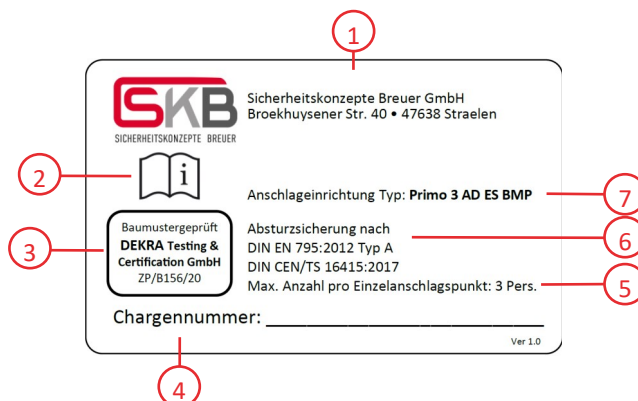 1
SKB
SICHERHEITSKONZEPTE BREUER
Sicherheitskonzepte Breuer GmbH
Broekhuysener Str. 40 • 47638 Straelen
2
i
Anschlageinrichtung Typ: Primo 3 AD ES BMP
7
3
Baumustergeprüft
DEKRA Testing &
Certification GmbH
ZP/B156/20
Absturzsicherung nach
DIN EN 795:2012 Typ A
DIN CEN/TS 16415:2017
Max. Anzahl pro Einzelanschlagspunkt: 3 Pers.
6
5
Chargennummer: ____________________
Ver 1.0
4